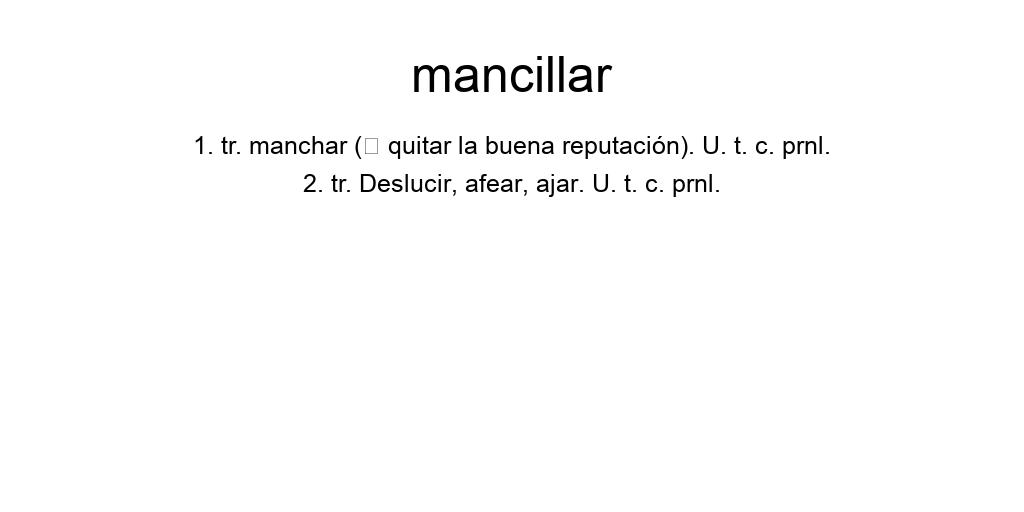 mancillar
1. tr. manchar (□ quitar la buena reputación). U. t. c. prnl.
2. tr. Deslucir, afear, ajar. U. t. c. prnl.